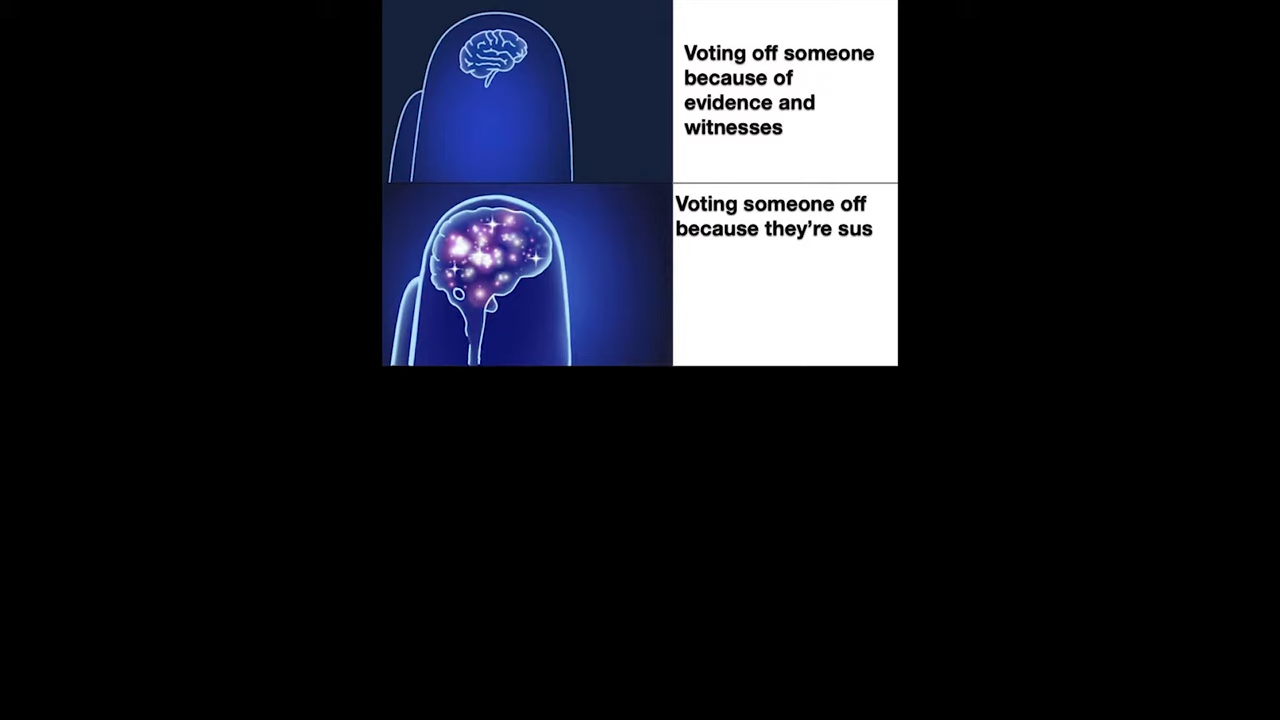 Voting off someone
because of
evidence and
witnesses
Voting someone off
because they’re sus